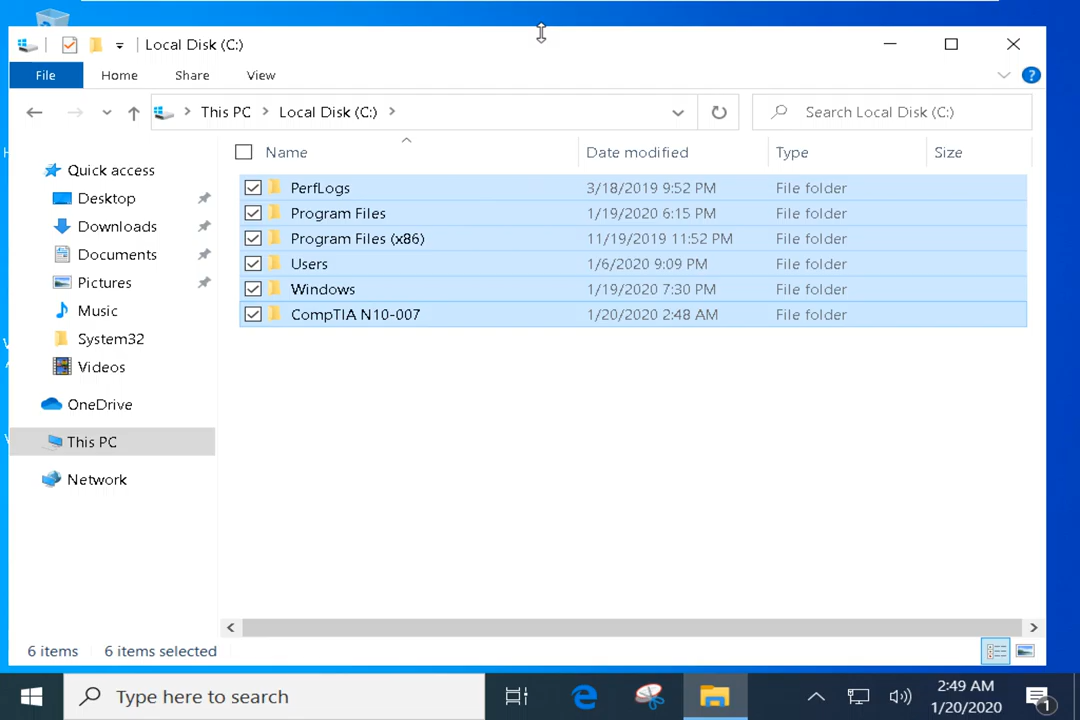 Local Disk (C:)
File Home Share View ?
This PC Local Disk (C:) Search Local Disk (C:)
Name Date modified Type Size
Quick access
Desktop
Downloads
Documents
Pictures
Music
System32
Videos
OneDrive
This PC
Network
PerfLogs 3/18/2019 9:52 PM File folder
Program Files 1/19/2020 6:15 PM File folder
Program Files (x86) 11/19/2019 11:52 PM File folder
Users 1/6/2020 9:09 PM File folder
Windows 1/19/2020 7:30 PM File folder
CompTIA N10-007 1/20/2020 2:48 AM File folder
6 items 6 items selected
Type here to search
2:49 AM
1/20/2020
1